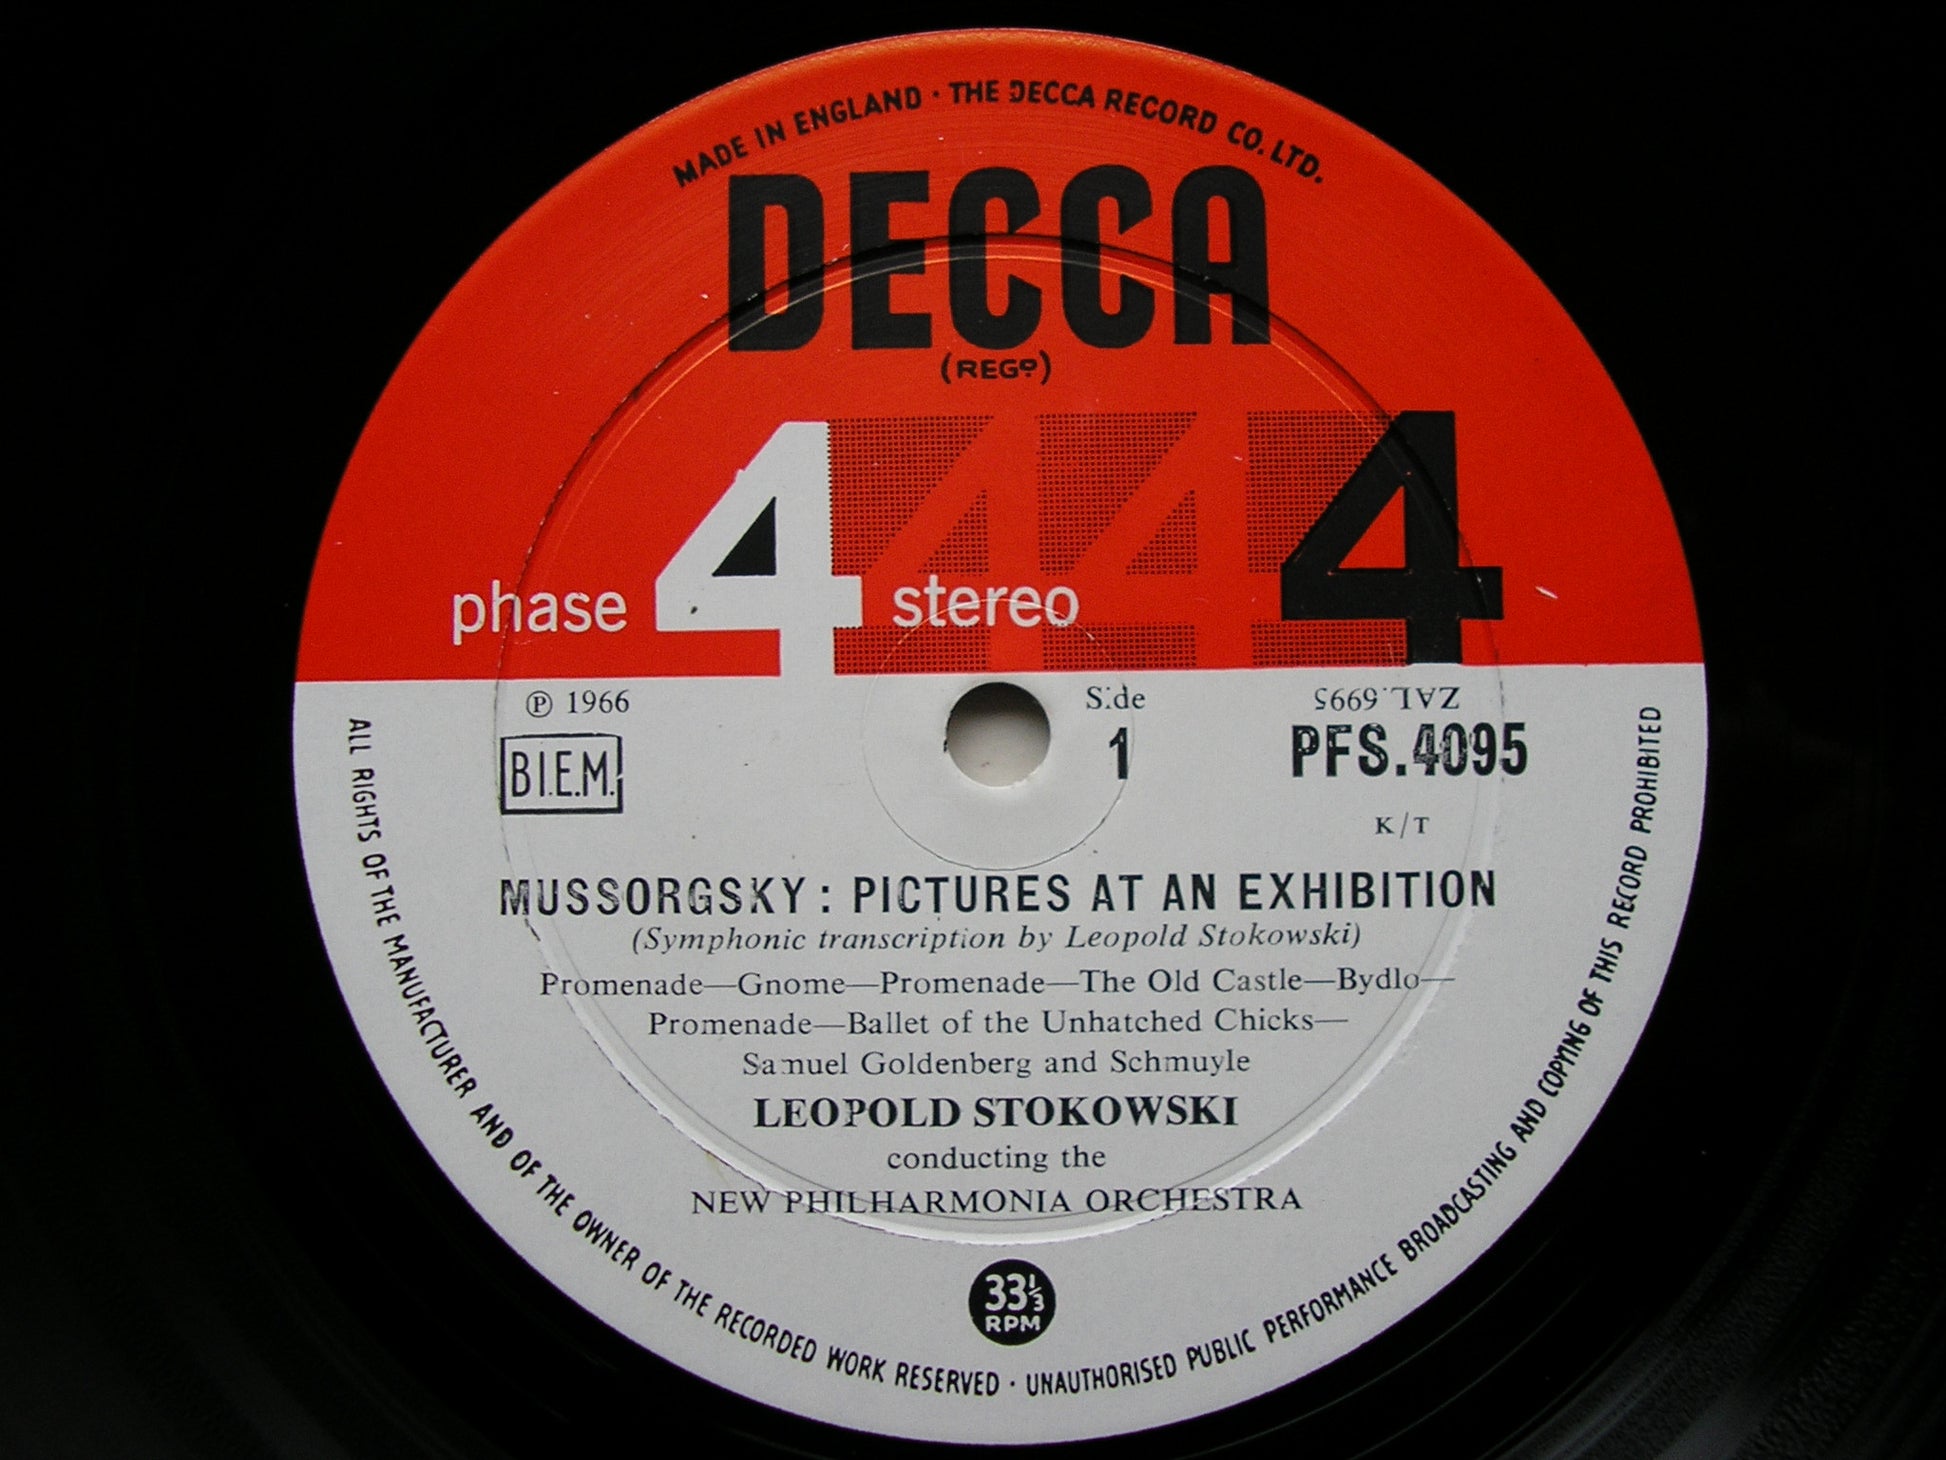 MADE IN ENGLAND · THE DECCA RECORD CO. LTD.
DECCA
(REGD)
phase 4 stereo 4 4 4
℗ 1966
Side
1
ZAL.6995
PFS.4095
B.I.E.M.
K/T
MUSSORGSKY: PICTURES AT AN EXHIBITION
(Symphonic transcription by Leopold Stokowski)
Promenade—Gnome—Promenade—The Old Castle—Bydlo—
Promenade—Ballet of the Unhatched Chicks—
Samuel Goldenberg and Schmuyle
LEOPOLD STOKOWSKI
conducting the
NEW PHILHARMONIA ORCHESTRA
33⅓
RPM
ALL RIGHTS OF THE MANUFACTURER AND OF THE OWNER OF THE RECORDED WORK RESERVED · UNAUTHORISED PUBLIC PERFORMANCE BROADCASTING AND COPYING OF THIS RECORD PROHIBITED